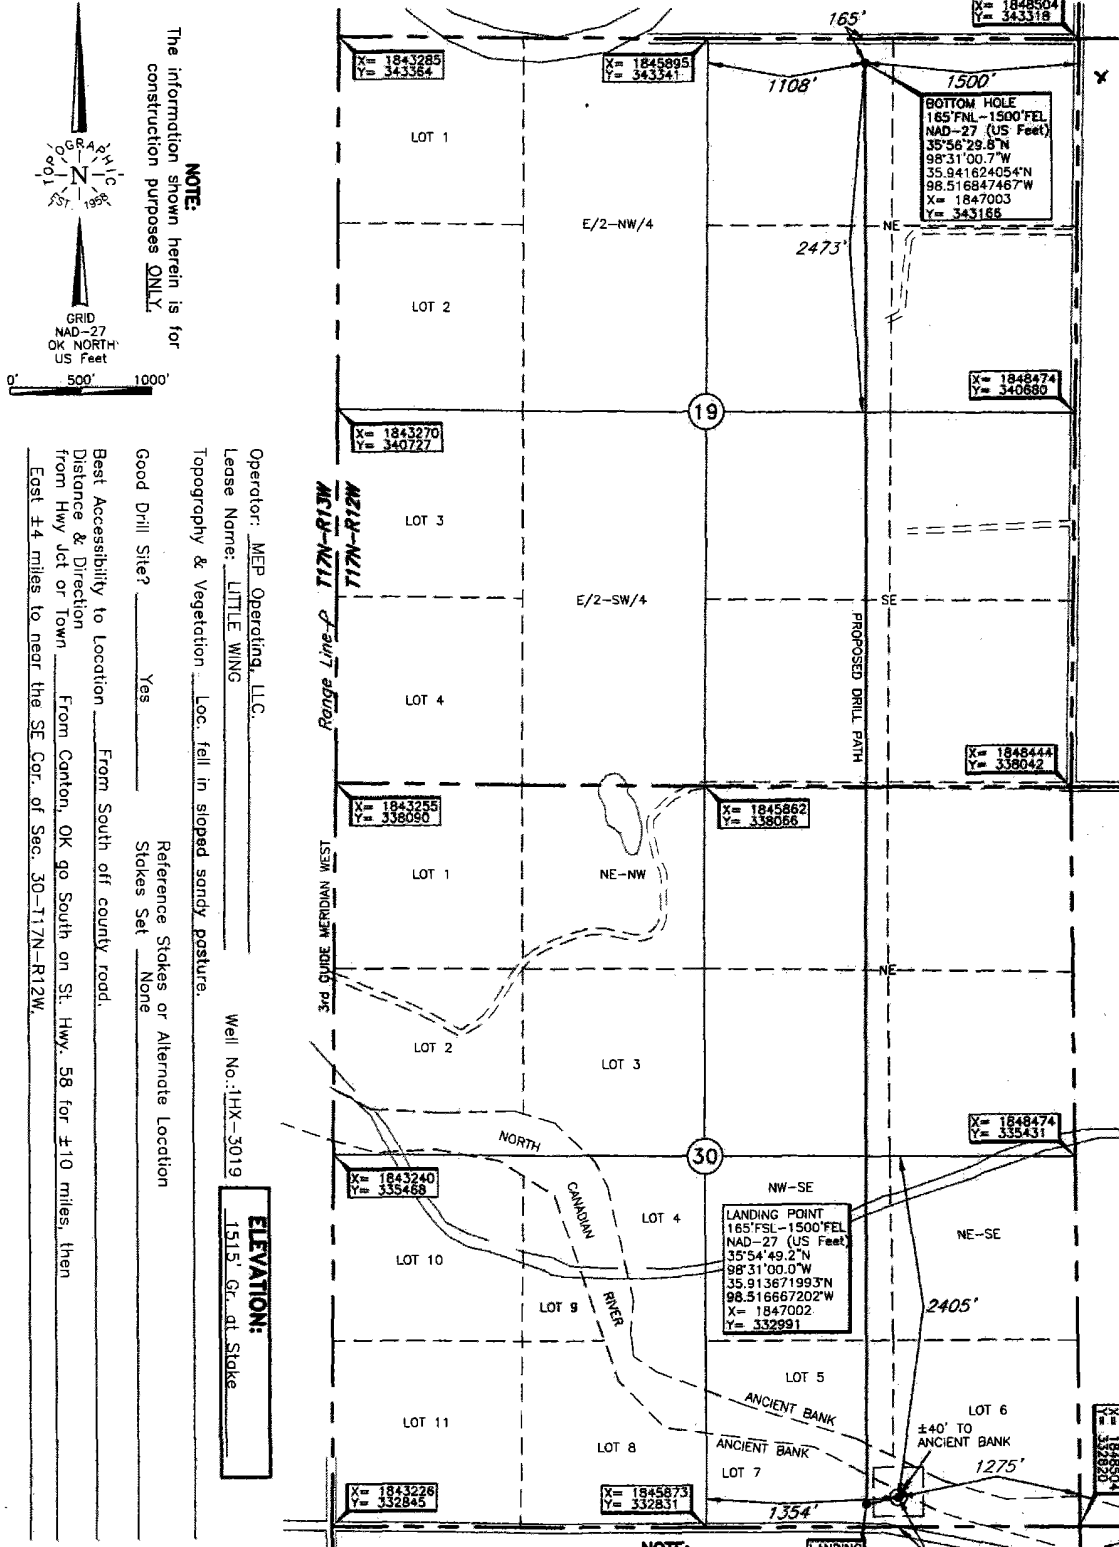 165'
X= 1848504
Y= 343318
X= 1843285
Y= 343364
X= 1845895
Y= 343341
1108'
1500'
BOTTOM HOLE
165'FNL-1500'FEL
NAD-27 (US Feet)
35°56'29.8"N
98°31'00.7"W
35.941624054°N
98.516847467°W
X= 1847003
Y= 343166
LOT 1
E/2-NW/4
NE
2473'
LOT 2
X= 1848474
Y= 340680
19
X= 1843270
Y= 340727
LOT 3
T17N-R13W
T17N-R12W
E/2-SW/4
SE
PROPOSED DRILL PATH
Range Line
LOT 4
X= 1848444
Y= 338042
X= 1843255
Y= 338090
X= 1845862
Y= 338066
LOT 1
NE-NW
3rd GUIDE MERIDIAN WEST
NE
LOT 2
LOT 3
X= 1848474
Y= 335431
NORTH
CANADIAN
RIVER
30
X= 1843240
Y= 335468
NW-SE
LOT 4
LANDING POINT
165'FSL-1500'FEL
NAD-27 (US Feet)
35°54'49.2"N
98°31'00.0"W
35.913671993°N
98.516667202°W
X= 1847002
Y= 332991
NE-SE
LOT 10
LOT 9
2405'
LOT 5
ANCIENT BANK
LOT 6
LOT 11
LOT 8
ANCIENT BANK
±40' TO
ANCIENT BANK
LOT 7
1275'
X= 1848504
Y= 332820
X= 1843226
Y= 332845
X= 1845873
Y= 332831
1354'
NOTE:
LANDING
NOTE:
The information shown herein is for
construction purposes ONLY.
TOPOGRAPHIC
N
EST. 1958
GRID
NAD-27
OK NORTH
US Feet
0' 500' 1000'
Operator: MEP Operating, LLC.
Lease Name: LITTLE WING
Well No.: 1HX-3019
ELEVATION:
1515' Gr. at Stake
Topography & Vegetation Loc. fell in sloped sandy pasture.
Good Drill Site? Yes
Reference Stakes or Alternate Location
Stakes Set None
Best Accessibility to Location From South off county road.
Distance & Direction
from Hwy Jct or Town From Canton, OK go South on St. Hwy. 58 for ±10 miles, then
East ±4 miles to near the SE Cor. of Sec. 30-T17N-R12W.